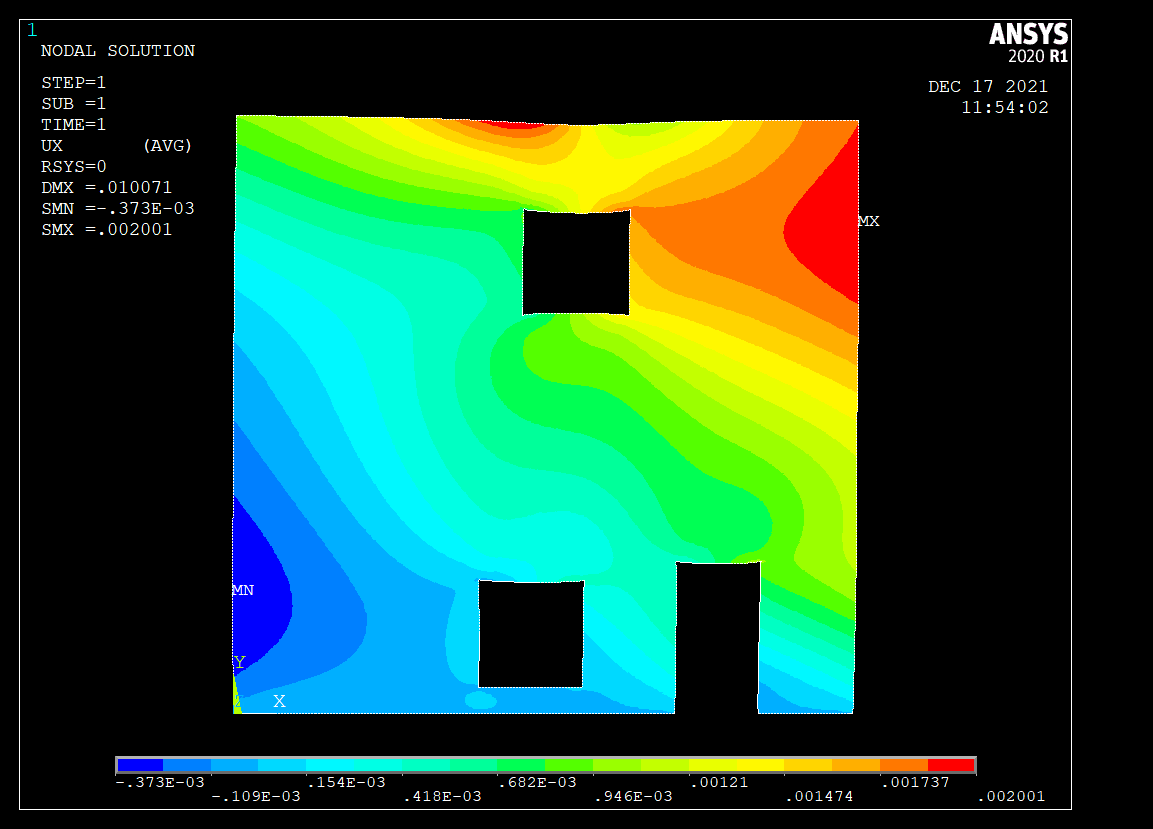 1
ANSYS
2020 R1
NODAL SOLUTION
STEP=1
SUB =1
TIME=1
UX (AVG)
RSYS=0
DMX =.010071
SMN =-.373E-03
SMX =.002001
DEC 17 2021
11:54:02
MX
MN
Y
X
-.373E-03
-.109E-03
.154E-03
.418E-03
.682E-03
.946E-03
.00121
.001474
.001737
.002001